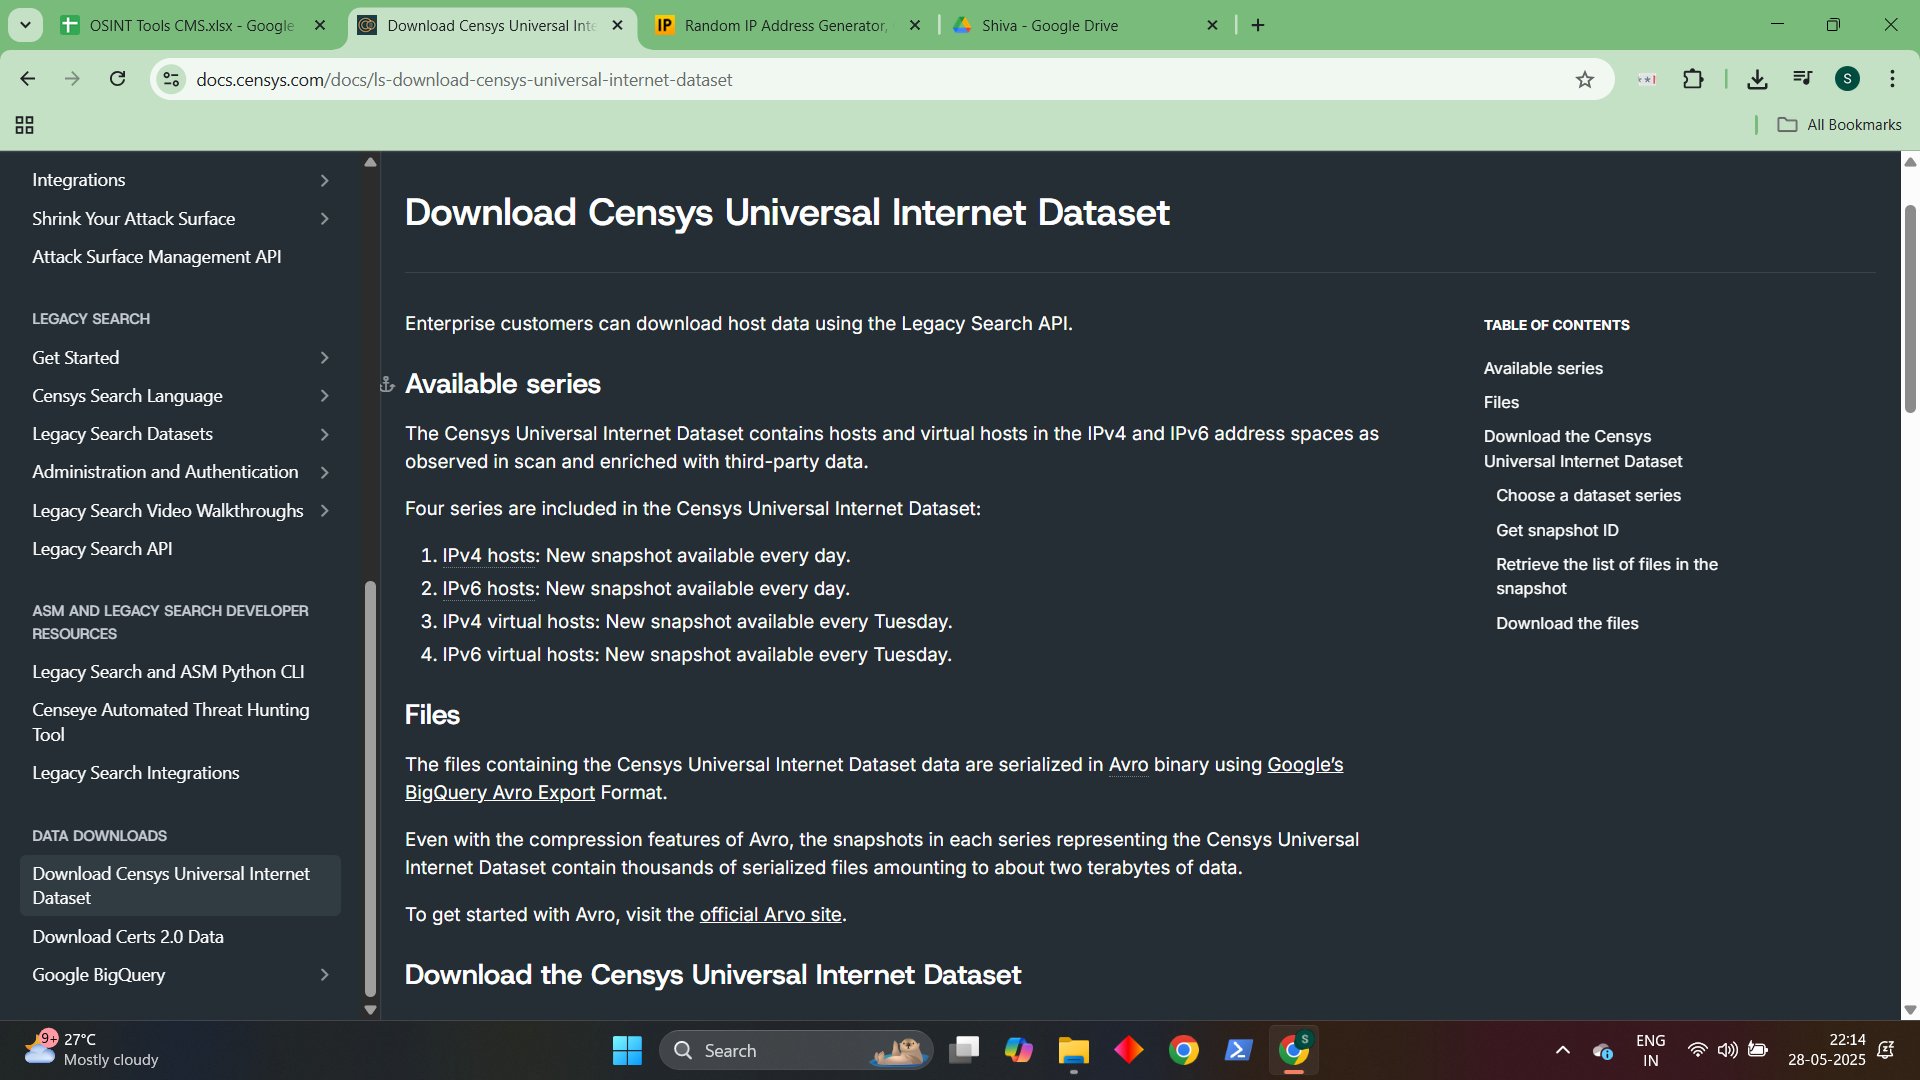 OSINT Tools CMS.xlsx - Google
Download Censys Universal Inte
IP
Random IP Address Generator,
Shiva - Google Drive
docs.censys.com/docs/ls-download-censys-universal-internet-dataset
S
All Bookmarks
Integrations
Shrink Your Attack Surface
Attack Surface Management API
LEGACY SEARCH
Get Started
Censys Search Language
Legacy Search Datasets
Administration and Authentication
Legacy Search Video Walkthroughs
Legacy Search API
ASM AND LEGACY SEARCH DEVELOPER
RESOURCES
Legacy Search and ASM Python CLI
Censeye Automated Threat Hunting
Tool
Legacy Search Integrations
DATA DOWNLOADS
Download Censys Universal Internet
Dataset
Download Certs 2.0 Data
Google BigQuery
Download Censys Universal Internet Dataset
Enterprise customers can download host data using the Legacy Search API.
Available series
The Censys Universal Internet Dataset contains hosts and virtual hosts in the IPv4 and IPv6 address spaces as
observed in scan and enriched with third-party data.
Four series are included in the Censys Universal Internet Dataset:
1. IPv4 hosts: New snapshot available every day.
2. IPv6 hosts: New snapshot available every day.
3. IPv4 virtual hosts: New snapshot available every Tuesday.
4. IPv6 virtual hosts: New snapshot available every Tuesday.
Files
The files containing the Censys Universal Internet Dataset data are serialized in Avro binary using Google's
BigQuery Avro Export Format.
Even with the compression features of Avro, the snapshots in each series representing the Censys Universal
Internet Dataset contain thousands of serialized files amounting to about two terabytes of data.
To get started with Avro, visit the official Arvo site.
Download the Censys Universal Internet Dataset
TABLE OF CONTENTS
Available series
Files
Download the Censys
Universal Internet Dataset
Choose a dataset series
Get snapshot ID
Retrieve the list of files in the
snapshot
Download the files
9+
27°C
Mostly cloudy
Search
S
ENG
IN
22:14
28-05-2025